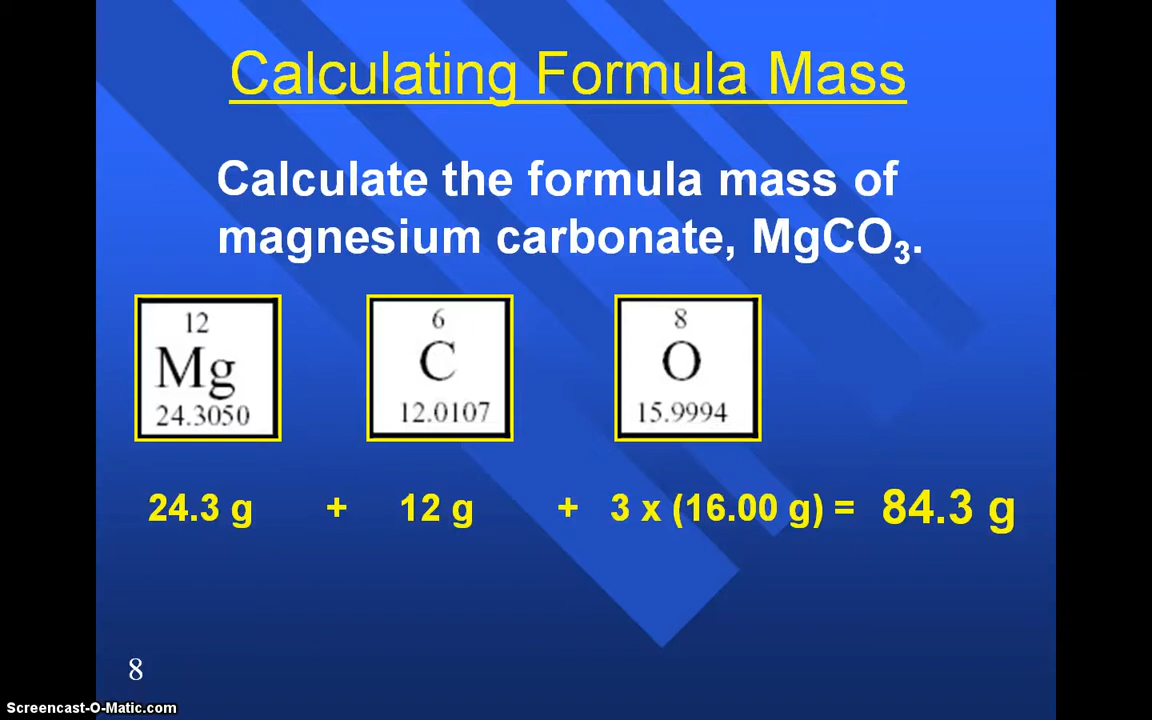 Calculating Formula Mass
Calculate the formula mass of
magnesium carbonate, MgCO₃.
12 6 8
Mg C O
24.3050 12.0107 15.9994
24.3 g + 12 g + 3 x (16.00 g) = 84.3 g
8
Screencast-O-Matic.com